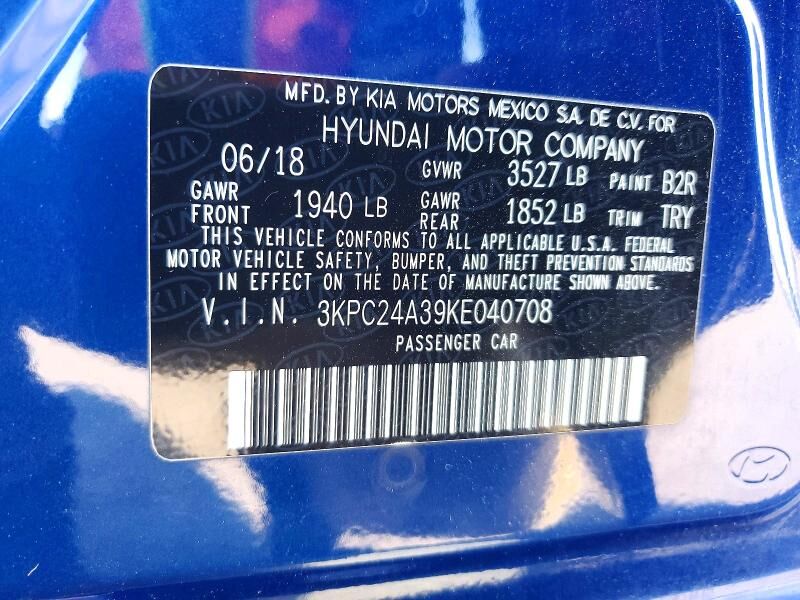 MFD. BY KIA MOTORS MEXICO S.A. DE C.V. FOR
HYUNDAI MOTOR COMPANY
06/18 GVWR 3527 LB PAINT B2R
GAWR FRONT 1940 LB GAWR REAR 1852 LB TRIM TRY
THIS VEHICLE CONFORMS TO ALL APPLICABLE U.S.A. FEDERAL
MOTOR VEHICLE SAFETY, BUMPER, AND THEFT PREVENTION STANDARDS
IN EFFECT ON THE DATE OF MANUFACTURE SHOWN ABOVE.
V.I.N. 3KPC24A39KE040708
PASSENGER CAR